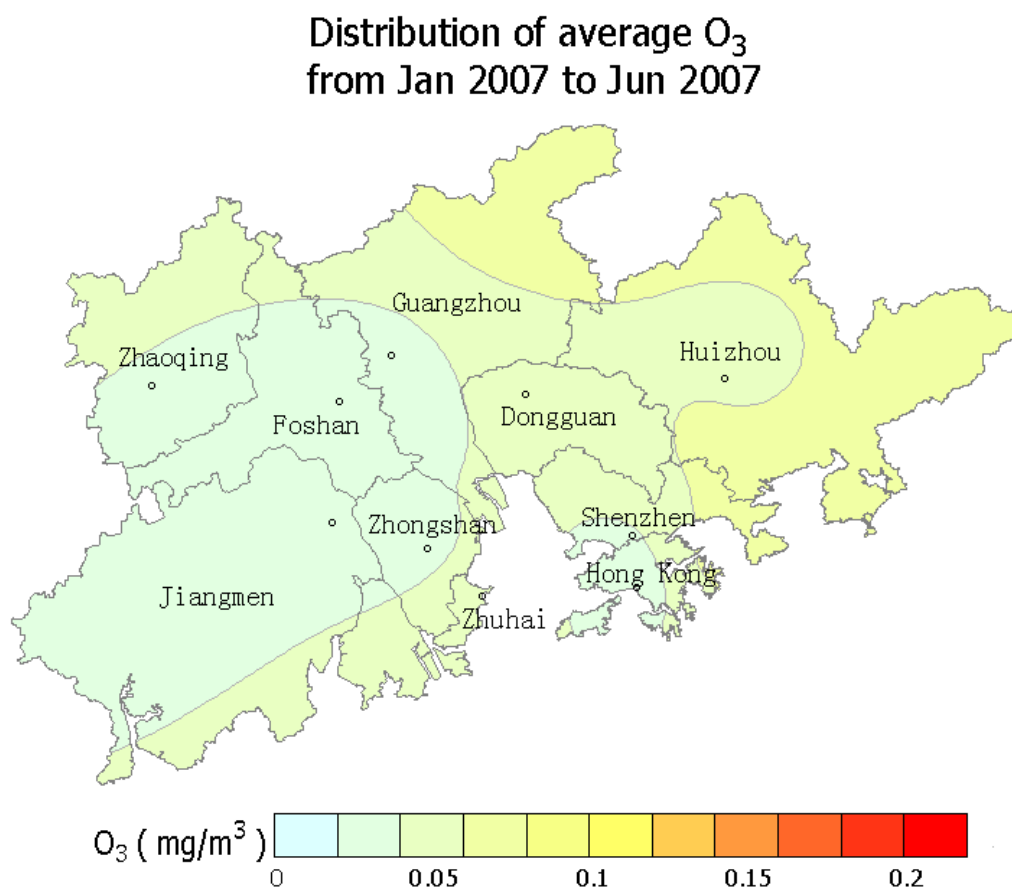 Distribution of average O₃
from Jan 2007 to Jun 2007
Guangzhou
Zhaoqing
Huizhou
Foshan
Dongguan
Zhongshan
Shenzhen
Hong Kong
Jiangmen
Zhuhai
O₃ ( mg/m³ )
0 0.05 0.1 0.15 0.2